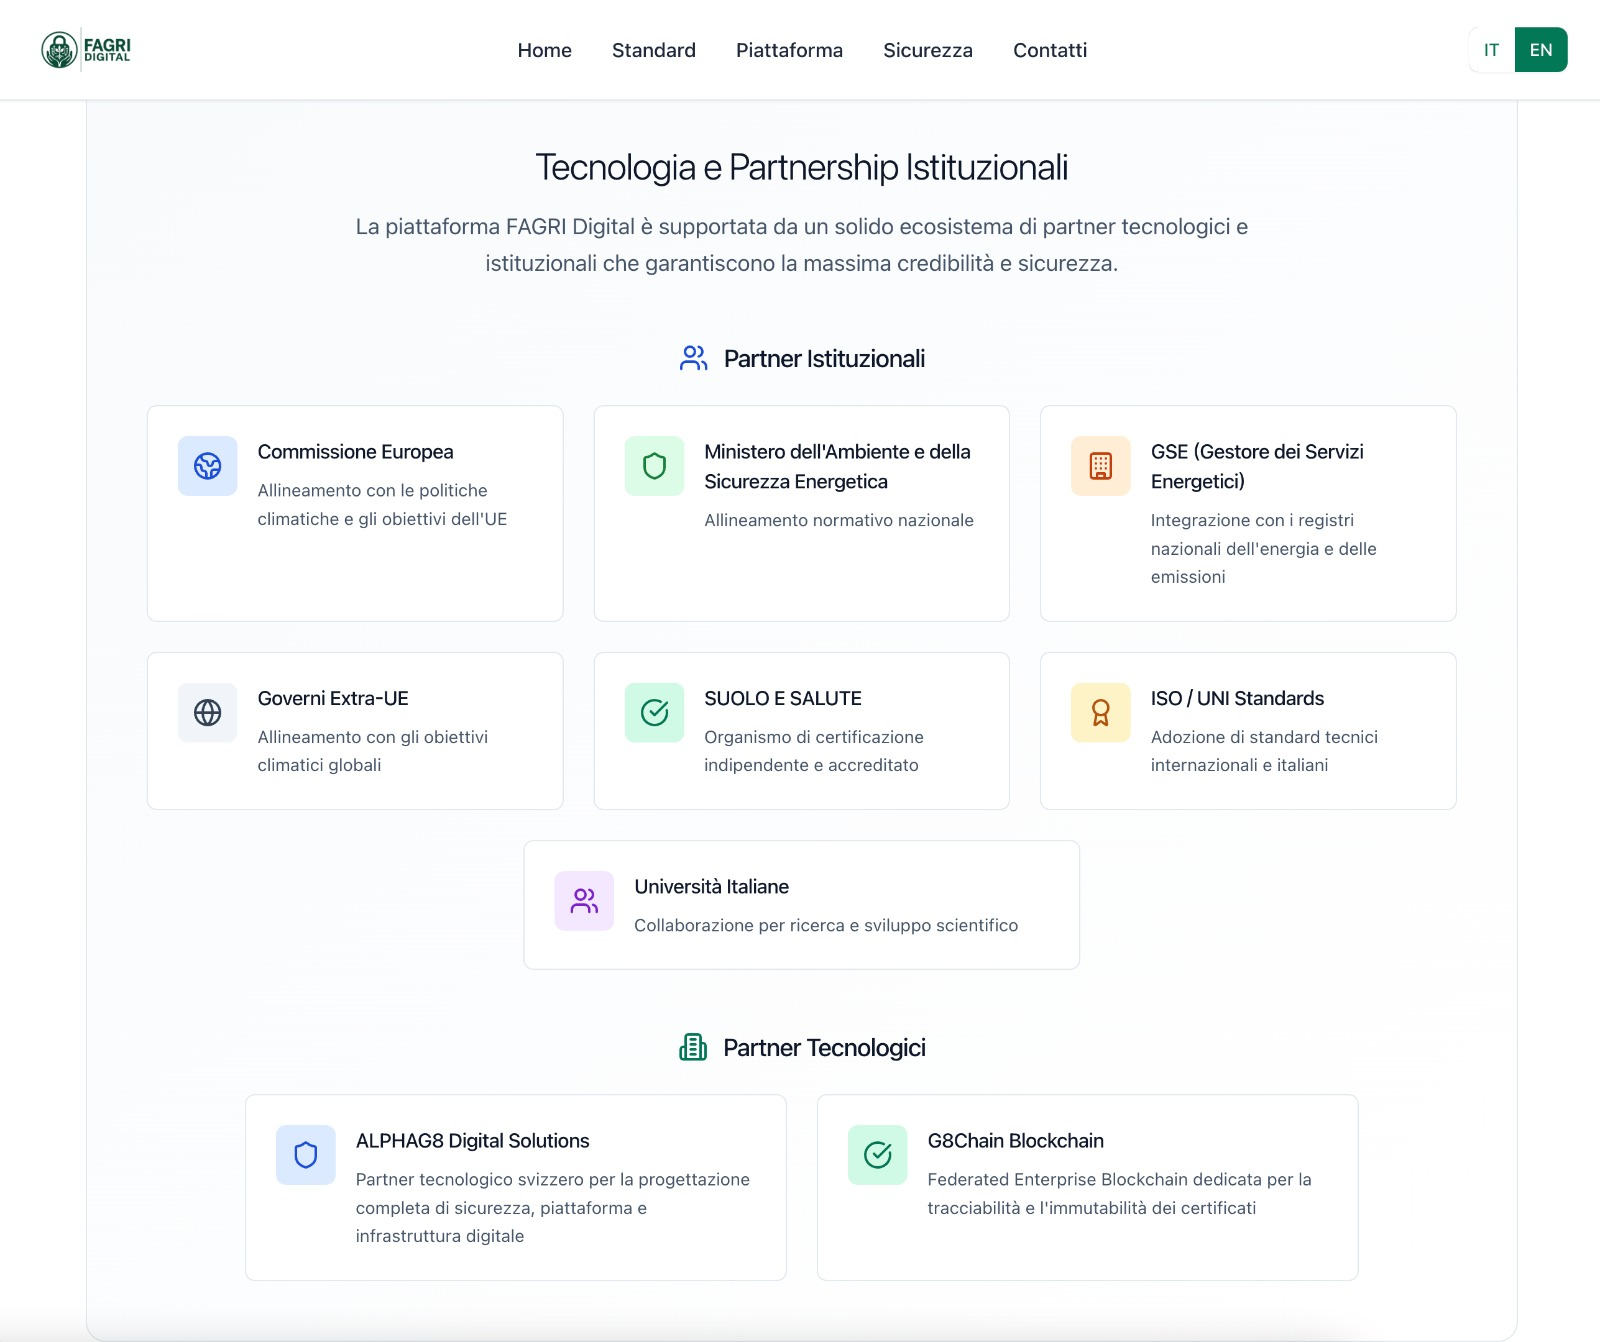 FAGRI
DIGITAL
Home
Standard
Piattaforma
Sicurezza
Contatti
IT
EN
Tecnologia e Partnership Istituzionali
La piattaforma FAGRI Digital è supportata da un solido ecosistema di partner tecnologici e
istituzionali che garantiscono la massima credibilità e sicurezza.
Partner Istituzionali
Commissione Europea
Allineamento con le politiche
climatiche e gli obiettivi dell'UE
Ministero dell'Ambiente e della
Sicurezza Energetica
Allineamento normativo nazionale
GSE (Gestore dei Servizi
Energetici)
Integrazione con i registri
nazionali dell'energia e delle
emissioni
Governi Extra-UE
Allineamento con gli obiettivi
climatici globali
SUOLO E SALUTE
Organismo di certificazione
indipendente e accreditato
ISO / UNI Standards
Adozione di standard tecnici
internazionali e italiani
Università Italiane
Collaborazione per ricerca e sviluppo scientifico
Partner Tecnologici
ALPHAG8 Digital Solutions
Partner tecnologico svizzero per la progettazione
completa di sicurezza, piattaforma e
infrastruttura digitale
G8Chain Blockchain
Federated Enterprise Blockchain dedicata per la
tracciabilità e l'immutabilità dei certificati